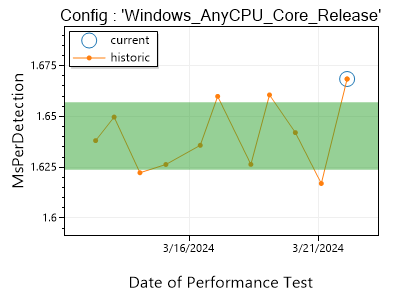 Config : 'Windows_AnyCPU_Core_Release'
current
historic
MsPerDetection
1.675
1.65
1.625
1.6
3/16/2024
3/21/2024
Date of Performance Test